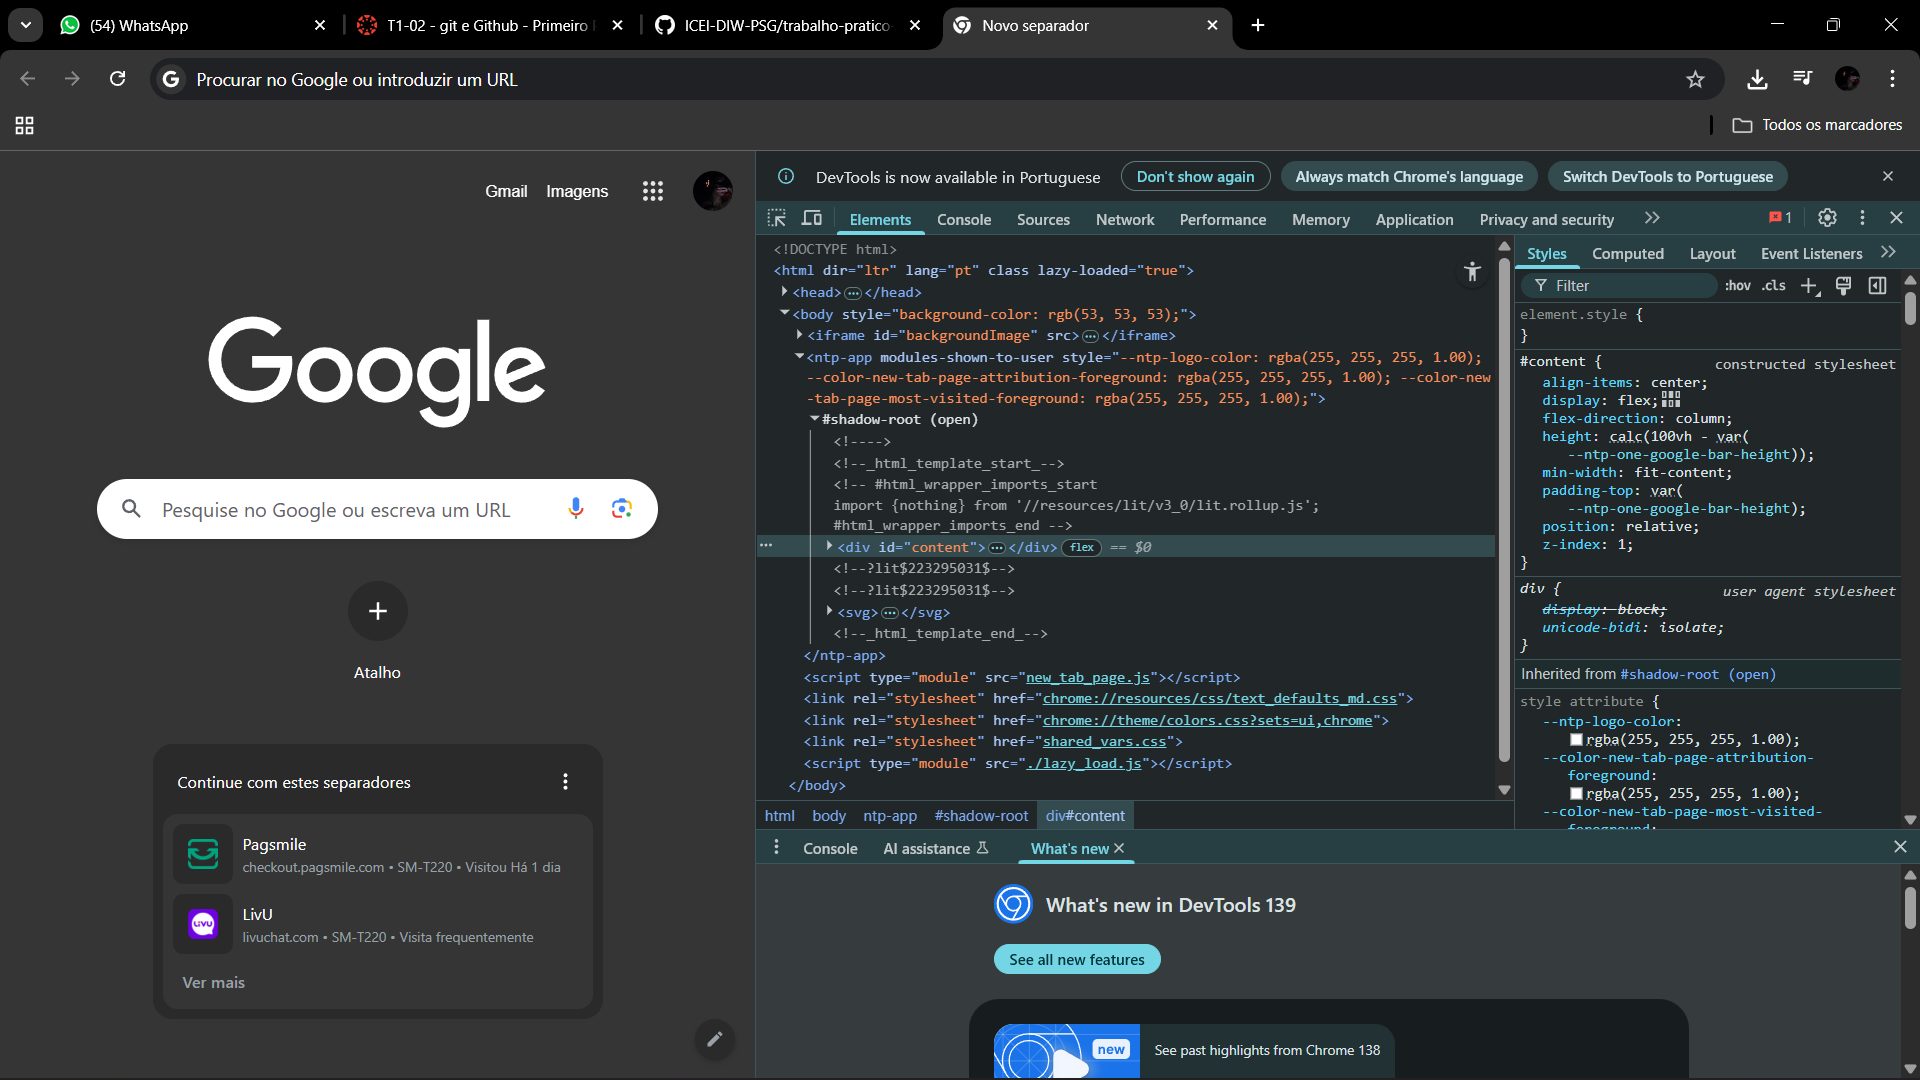 (54) WhatsApp
T1-02 - git e Github - Primeiro
ICEI-DIW-PSG/trabalho-pratico-
Novo separador
Procurar no Google ou introduzir um URL
Todos os marcadores
Gmail
Imagens
Google
Pesquise no Google ou escreva um URL
Atalho
Continue com estes separadores
Pagsmile
checkout.pagsmile.com • SM-T220 • Visitou Há 1 dia
LivU
livuchat.com • SM-T220 • Visita frequentemente
Ver mais
DevTools is now available in Portuguese
Don't show again
Always match Chrome's language
Switch DevTools to Portuguese
Elements
Console
Sources
Network
Performance
Memory
Application
Privacy and security
1
<!DOCTYPE html>
<html dir="ltr" lang="pt" class lazy-loaded="true">
<head>…</head>
<body style="background-color: rgb(53, 53, 53);">
<iframe id="backgroundImage" src>…</iframe>
<ntp-app modules-shown-to-user style="--ntp-logo-color: rgba(255, 255, 255, 1.00);
--color-new-tab-page-attribution-foreground: rgba(255, 255, 255, 1.00); --color-new
-tab-page-most-visited-foreground: rgba(255, 255, 255, 1.00);">
#shadow-root (open)
<!---->
<!--_html_template_start_-->
<!-- #html_wrapper_imports_start
import {nothing} from '//resources/lit/v3_0/lit.rollup.js';
#html_wrapper_imports_end -->
<div id="content">…</div> flex == $0
<!--?lit$223295031$-->
<!--?lit$223295031$-->
<svg>…</svg>
<!--_html_template_end_-->
</ntp-app>
<script type="module" src="new_tab_page.js"></script>
<link rel="stylesheet" href="chrome://resources/css/text_defaults_md.css">
<link rel="stylesheet" href="chrome://theme/colors.css?sets=ui,chrome">
<link rel="stylesheet" href="shared_vars.css">
<script type="module" src="./lazy_load.js"></script>
</body>
html
body
ntp-app
#shadow-root
div#content
Styles
Computed
Layout
Event Listeners
Filter
:hov
.cls
element.style {
}
#content {
constructed stylesheet
align-items: center;
display: flex;
flex-direction: column;
height: calc(100vh - var(
--ntp-one-google-bar-height));
min-width: fit-content;
padding-top: var(
--ntp-one-google-bar-height);
position: relative;
z-index: 1;
}
div {
user agent stylesheet
display: block;
unicode-bidi: isolate;
}
Inherited from #shadow-root (open)
style attribute {
--ntp-logo-color:
rgba(255, 255, 255, 1.00);
--color-new-tab-page-attribution-
foreground:
rgba(255, 255, 255, 1.00);
--color-new-tab-page-most-visited-
foreground:
Console
AI assistance
What's new
What's new in DevTools 139
See all new features
new
See past highlights from Chrome 138